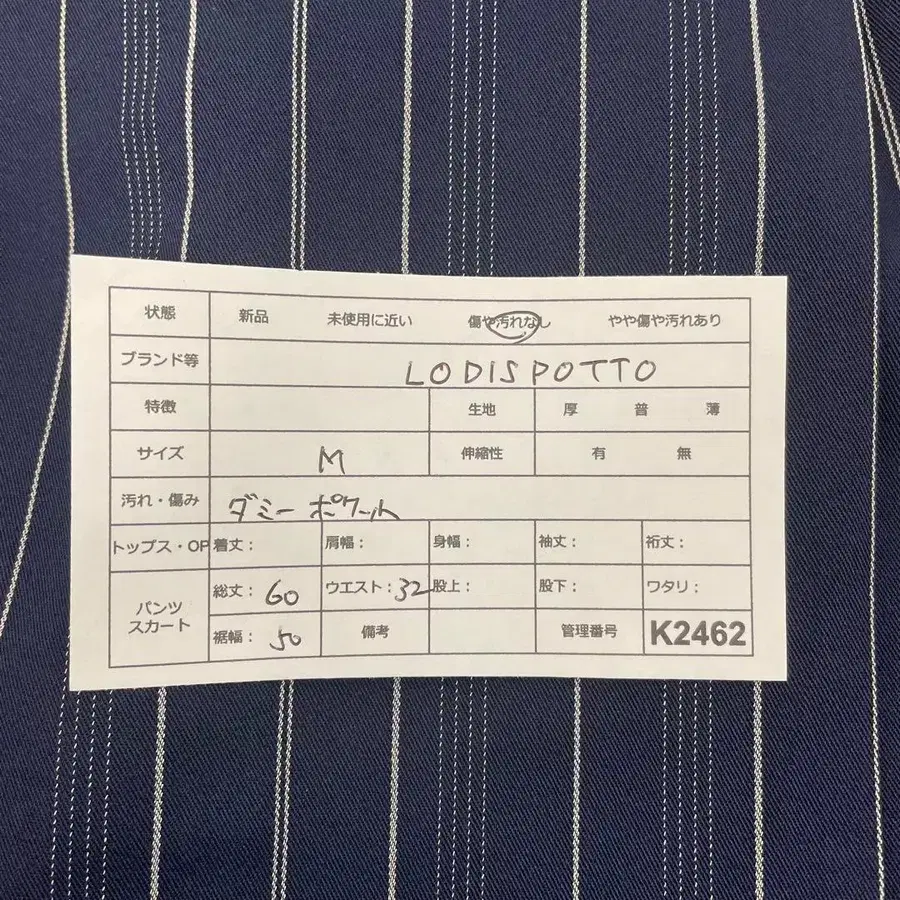 状態 新品 未使用に近い 傷や汚れなし やや傷や汚れあり
ブランド等 LODISPOTTO
特徴 生地 厚 普 薄
サイズ M 伸縮性 有 無
汚れ・傷み ダミーポケット
トップス・OP 着丈: 肩幅: 身幅: 袖丈: 裄丈:
パンツ スカート 総丈: 60 ウエスト: 32 股上: 股下: ワタリ:
裾幅: 50 備考 管理番号 K2462